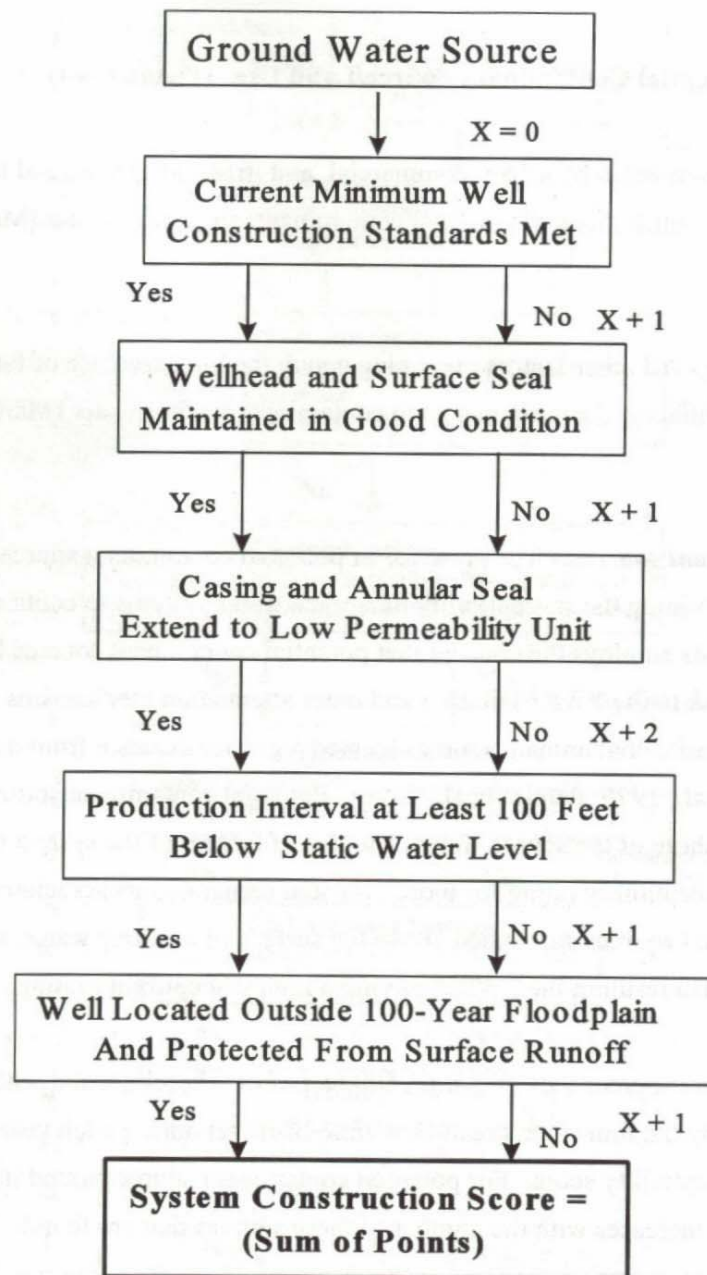 Ground Water Source
X = 0
Current Minimum Well
Construction Standards Met
Yes
No X + 1
Wellhead and Surface Seal
Maintained in Good Condition
Yes
No X + 1
Casing and Annular Seal
Extend to Low Permeability Unit
Yes
No X + 2
Production Interval at Least 100 Feet
Below Static Water Level
Yes
No X + 1
Well Located Outside 100-Year Floodplain
And Protected From Surface Runoff
Yes
No X + 1
System Construction Score =
(Sum of Points)